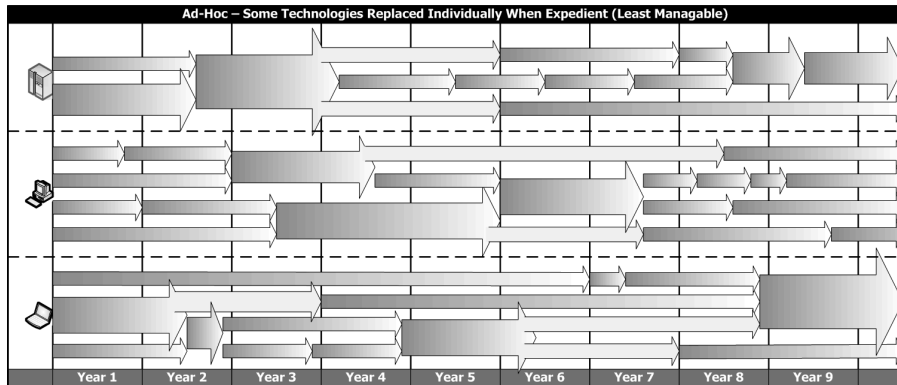 Ad-Hoc – Some Technologies Replaced Individually When Expedient (Least Managable)
Year 1 Year 2 Year 3 Year 4 Year 5 Year 6 Year 7 Year 8 Year 9